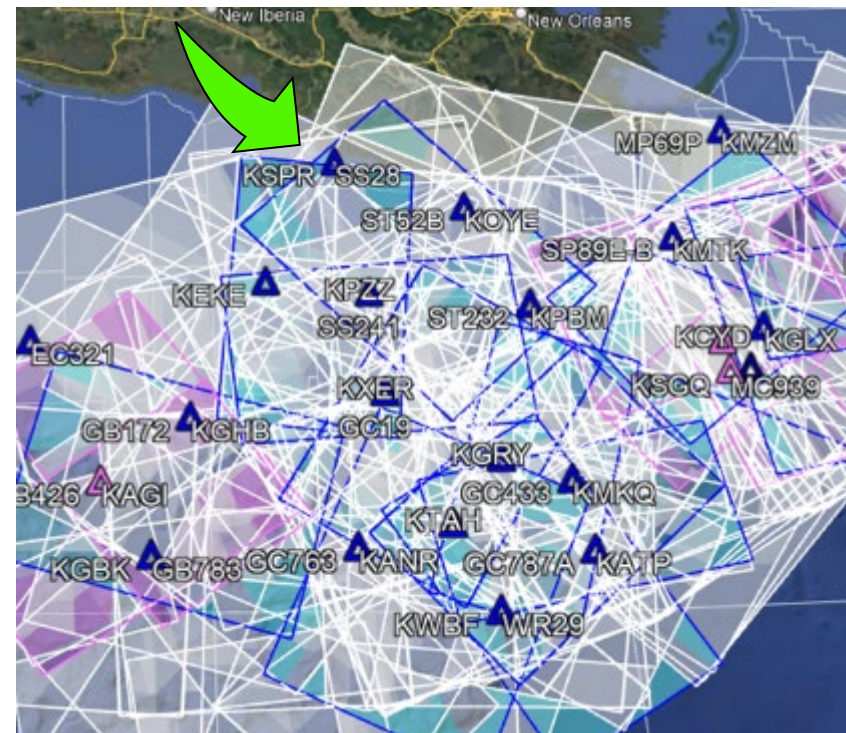 New Iberia
New Orleans
MP69P KMZM
KSPR SS28
ST52B KOYE
SP89E-B KMTK
KEKE
KPZZ
SS241
ST232 KPBM
KCYD KGLX
EC321
KSGQ MC939
KXER
GC19
GB172 KGHB
KGRY
B426 KAGI
GC433 KMKQ
KTAH
KGBK GB783
GC763 KANR
GC787A KATP
KWBF WR29